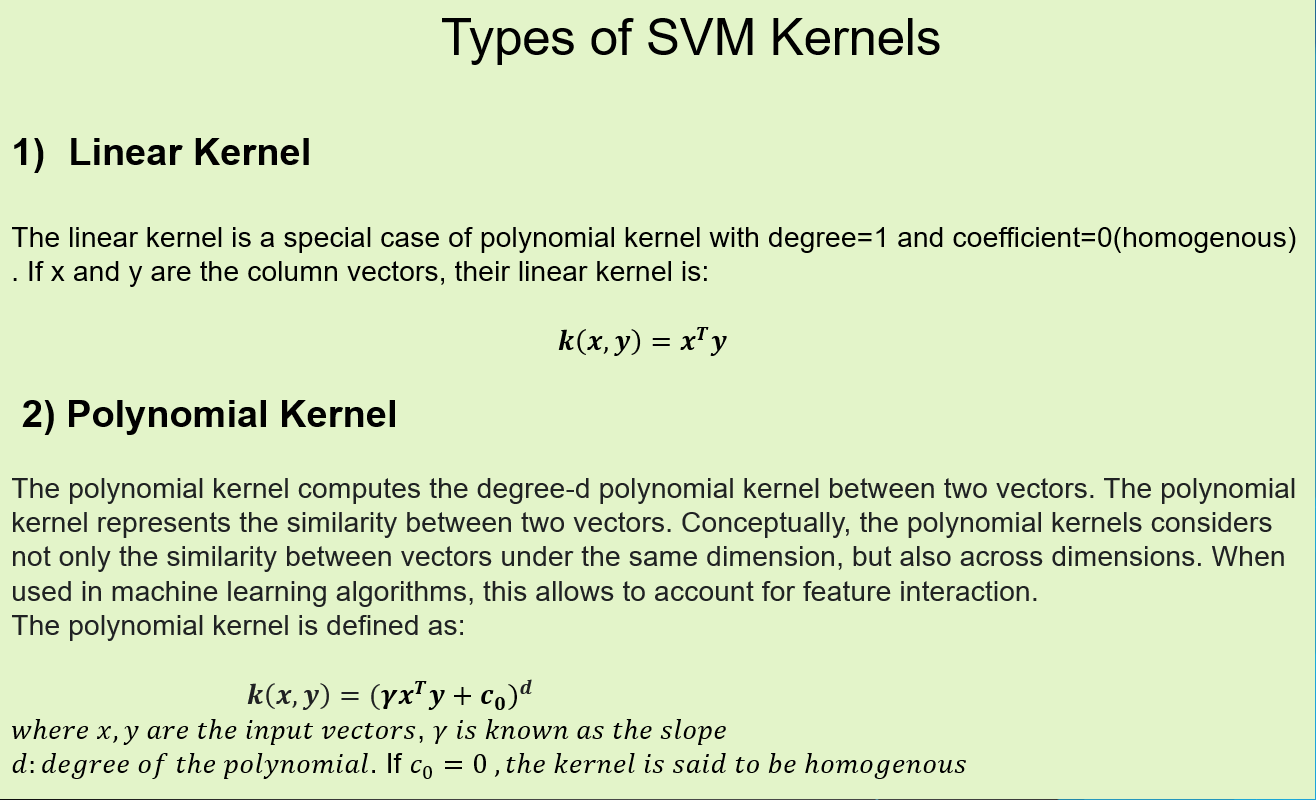 Types of SVM Kernels
1) Linear Kernel
The linear kernel is a special case of polynomial kernel with degree=1 and coefficient=0(homogenous)
. If x and y are the column vectors, their linear kernel is:
k(x, y) = x^T y
2) Polynomial Kernel
The polynomial kernel computes the degree-d polynomial kernel between two vectors. The polynomial
kernel represents the similarity between two vectors. Conceptually, the polynomial kernels considers
not only the similarity between vectors under the same dimension, but also across dimensions. When
used in machine learning algorithms, this allows to account for feature interaction.
The polynomial kernel is defined as:
k(x, y) = (γx^T y + c₀)^d
where x, y are the input vectors, γ is known as the slope
d: degree of the polynomial. If c₀ = 0 , the kernel is said to be homogenous